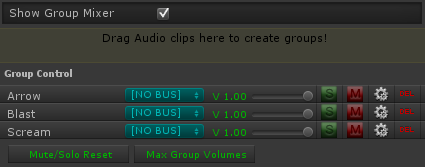 Show Group Mixer
Drag Audio clips here to create groups!
Group Control
Arrow [NO BUS] V 1.00 S M
Blast [NO BUS] V 1.00 S M
Scream [NO BUS] V 1.00 S M
Mute/Solo Reset Max Group Volumes